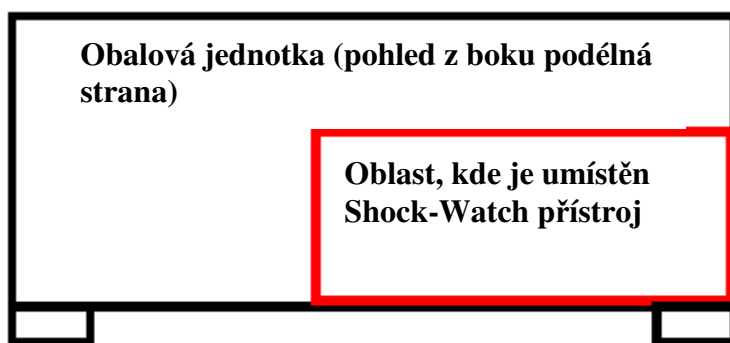 Obalová jednotka (pohled z boku podélná
strana)
Oblast, kde je umístěn
Shock-Watch přístroj